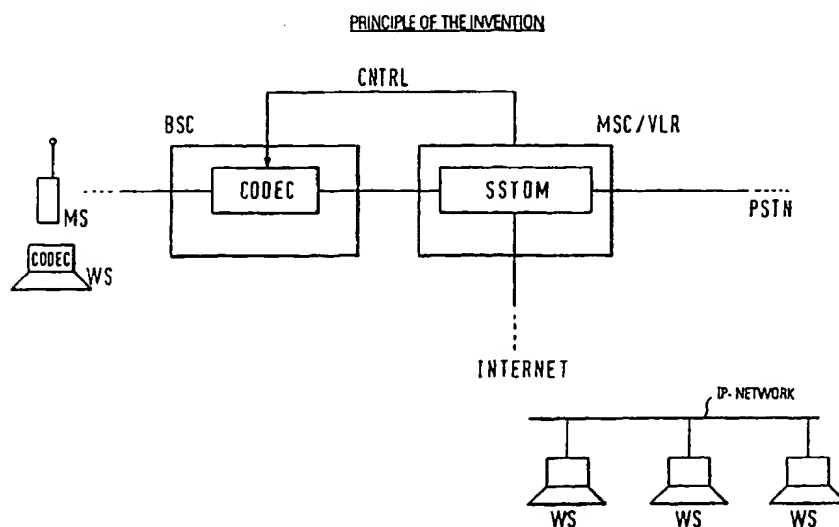 PRINCIPLE OF THE INVENTION
CNTRL
BSC
MSC/VLR
CODEC
SSTDM
MS
PSTN
CODEC
WS
INTERNET
IP-NETWORK
WS
WS
WS